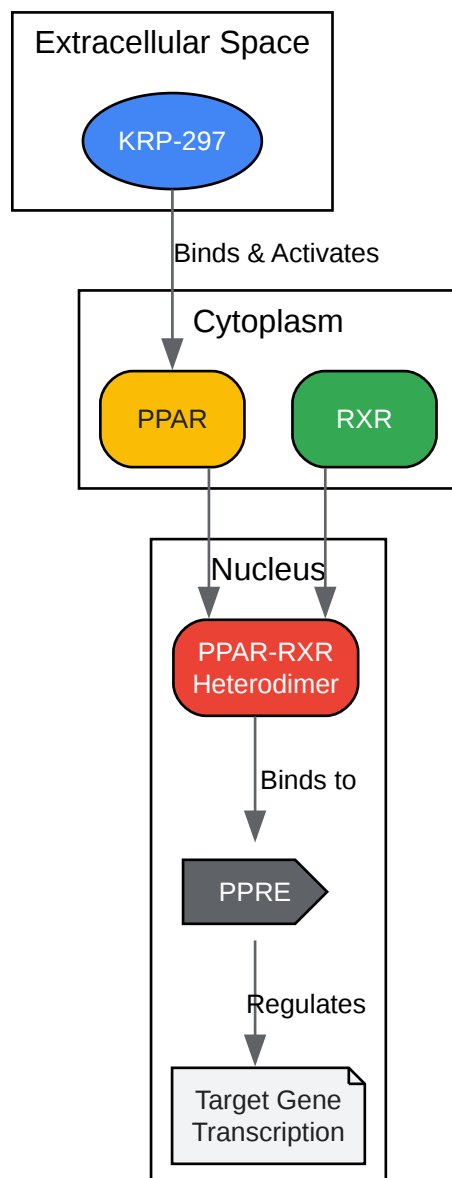 Extracellular Space
KRP-297
Binds & Activates
Cytoplasm
PPAR
RXR
Nucleus
PPAR-RXR
Heterodimer
Binds to
PPRE
Regulates
Target Gene
Transcription